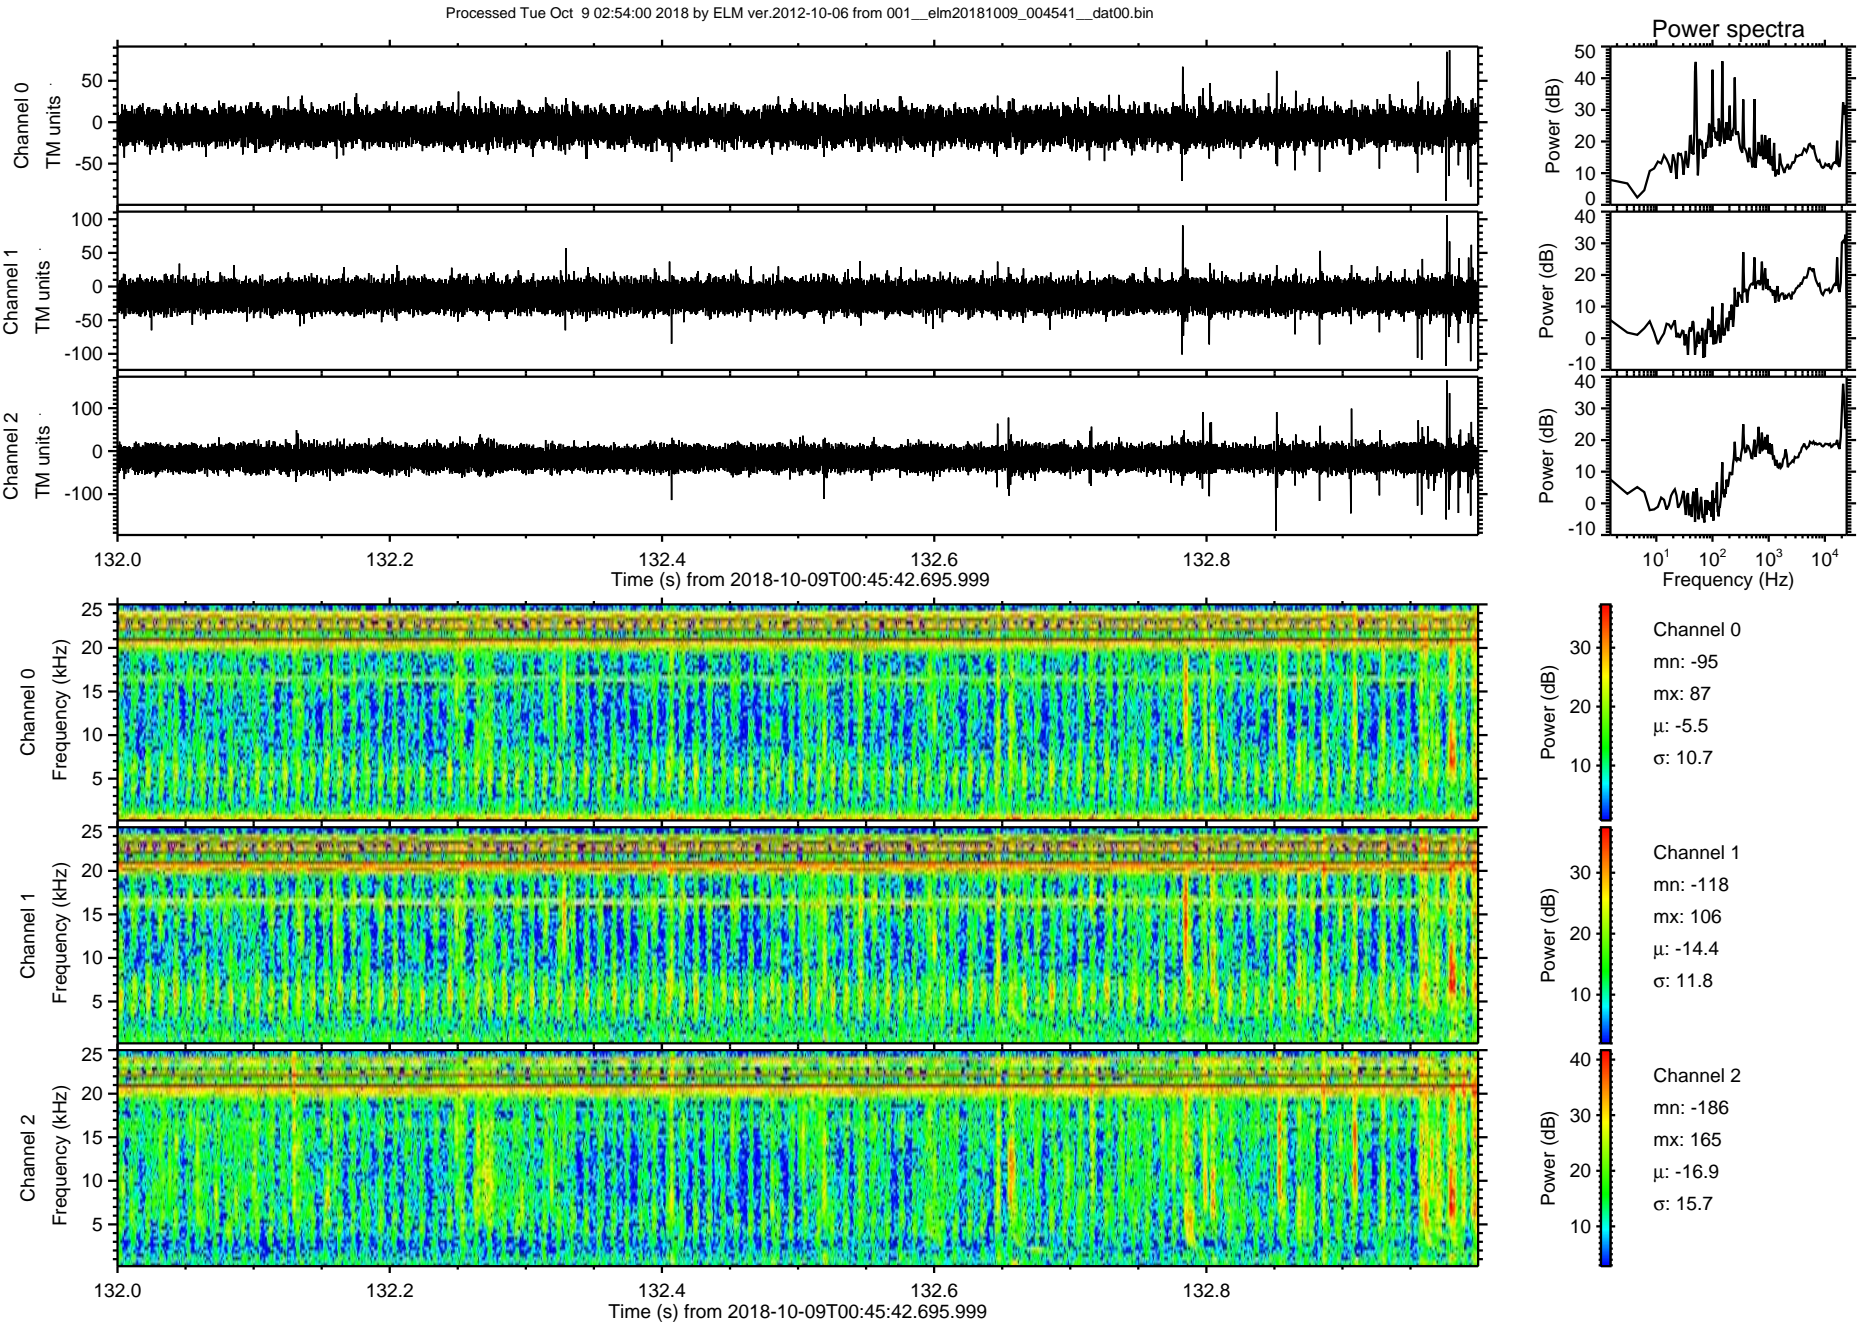 Processed Tue Oct  9 02:54:00 2018 by ELM ver.2012-10-06 from 001__elm20181009_004541__dat00.bin
Power spectra
Channel 0
TM units
50
0
-50
Power (dB)
50
40
30
20
10
0
Channel 1
TM units
100
50
0
-50
-100
Power (dB)
40
30
20
10
0
-10
Channel 2
TM units
100
0
-100
Power (dB)
40
30
20
10
0
-10
132.0 132.2 132.4 132.6 132.8
Time (s) from 2018-10-09T00:45:42.695.999
10¹ 10² 10³ 10⁴
Frequency (Hz)
Channel 0
Frequency (kHz)
25
20
15
10
5
Power (dB)
30
20
10
Channel 0
mn: -95
mx: 87
μ: -5.5
σ: 10.7
Channel 1
Frequency (kHz)
25
20
15
10
5
Power (dB)
30
20
10
Channel 1
mn: -118
mx: 106
μ: -14.4
σ: 11.8
Channel 2
Frequency (kHz)
25
20
15
10
5
Power (dB)
40
30
20
10
Channel 2
mn: -186
mx: 165
μ: -16.9
σ: 15.7
132.0 132.2 132.4 132.6 132.8
Time (s) from 2018-10-09T00:45:42.695.999